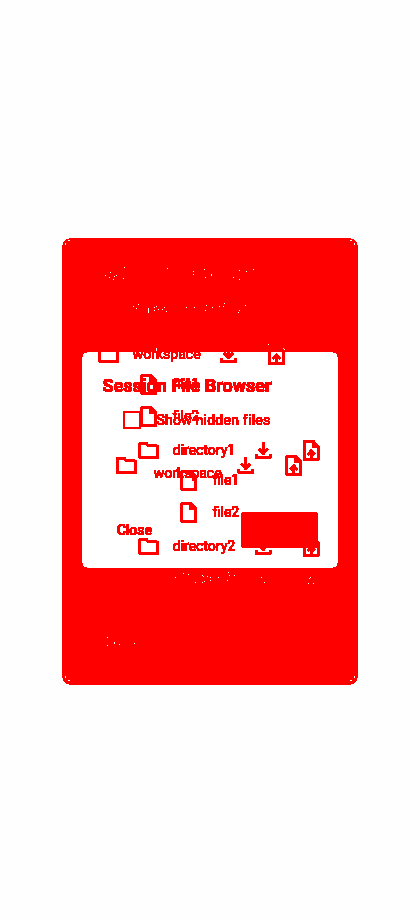 workspace
Session File Browser
file2
Show hidden files
directory1
workspace
file1
file2
Close
directory2